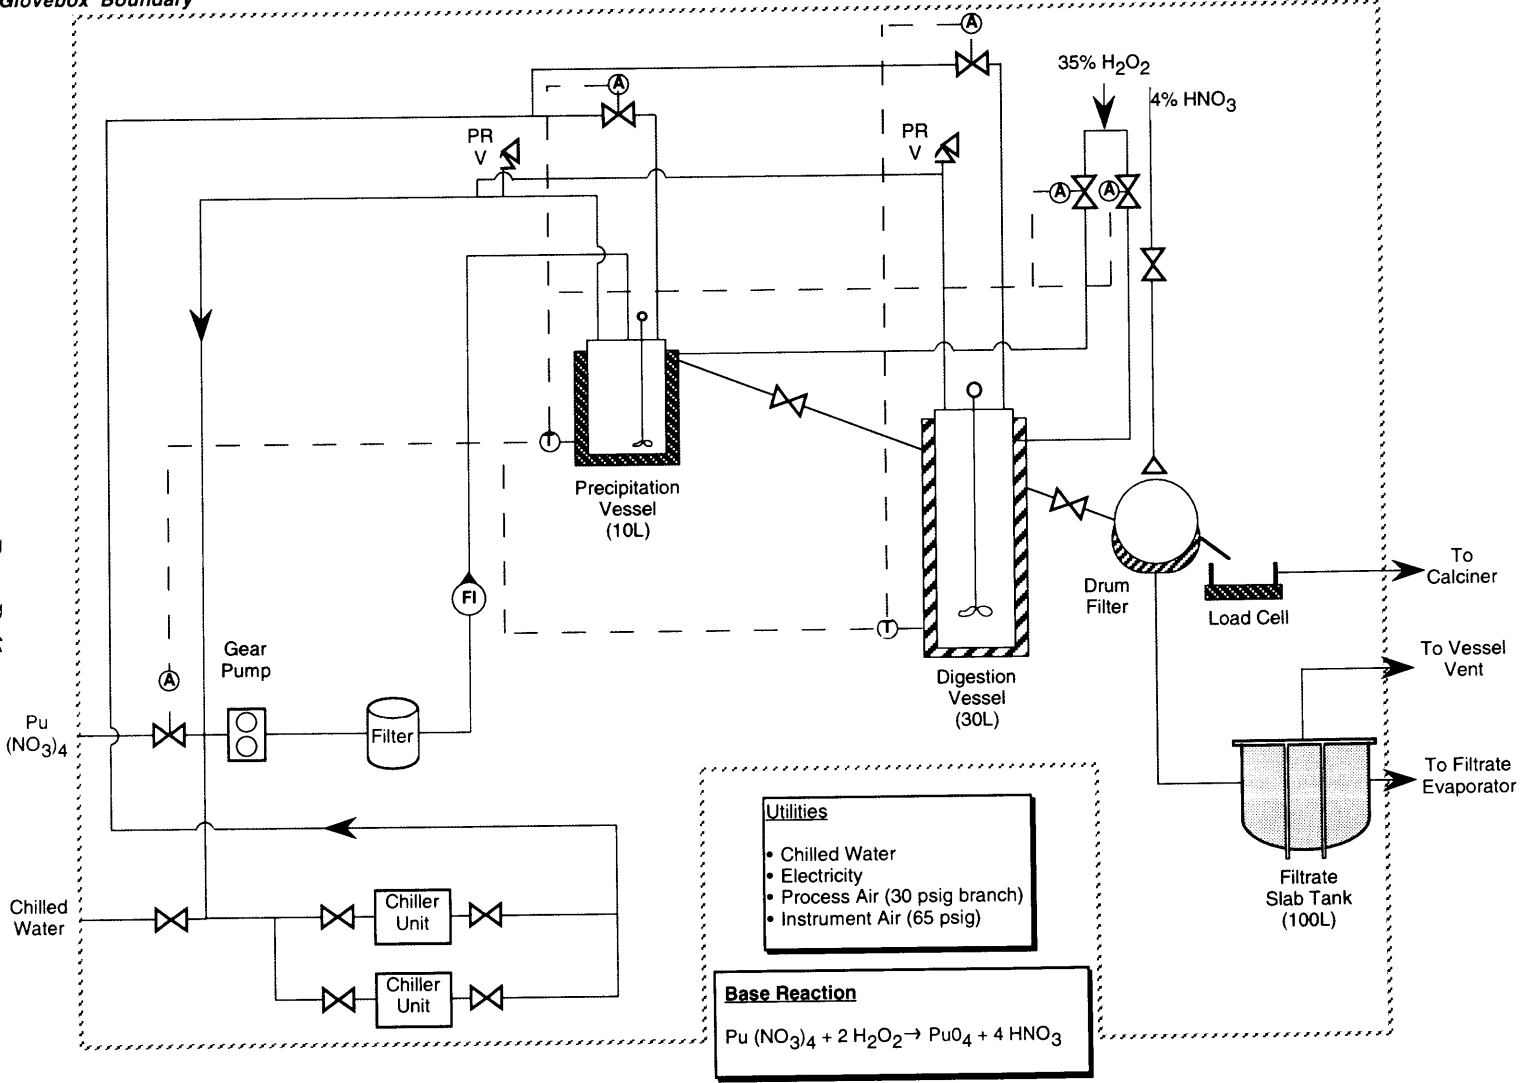 Glovebox Boundary
A
35% H₂O₂
4% HNO₃
A
PR
V
PR
V
A
A
T
Precipitation
Vessel
(10L)
FI
Drum
Filter
To
Calciner
Load Cell
T
Gear
Pump
A
Digestion
Vessel
(30L)
To Vessel
Vent
Pu
(NO₃)₄
Filter
To Filtrate
Evaporator
Utilities
• Chilled Water
• Electricity
• Process Air (30 psig branch)
• Instrument Air (65 psig)
Filtrate
Slab Tank
(100L)
Chilled
Water
Chiller
Unit
Chiller
Unit
Base Reaction
Pu (NO₃)₄ + 2 H₂O₂ → PuO₄ + 4 HNO₃